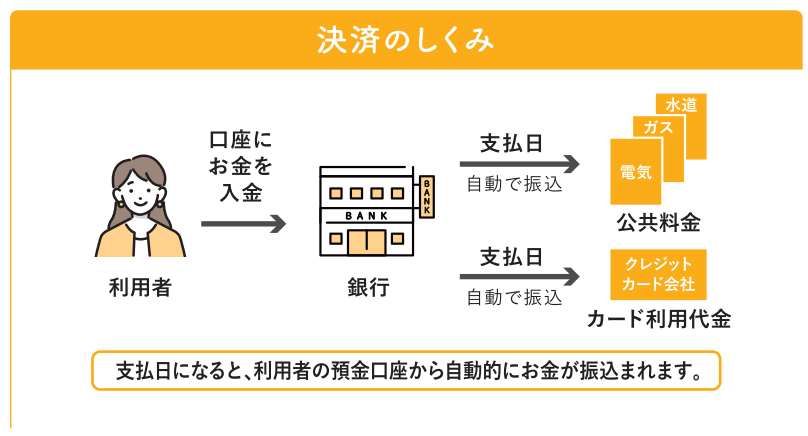 決済のしくみ
口座に
お金を
入金
利用者
BANK
BANK
銀行
支払日
自動で振込
水道
ガス
電気
公共料金
支払日
自動で振込
クレジット
カード会社
カード利用代金
支払日になると、利用者の預金口座から自動的にお金が振込まれます。